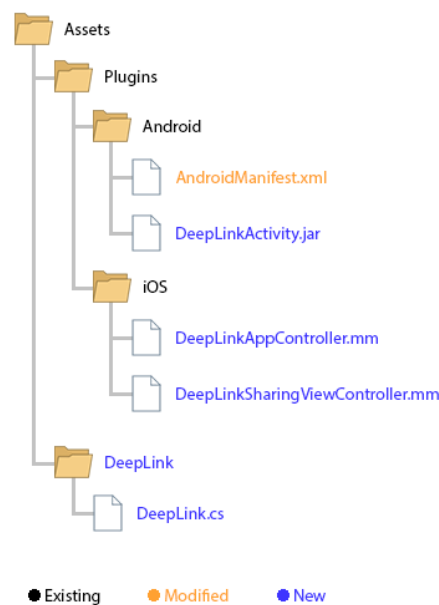 Assets
Plugins
Android
AndroidManifest.xml
DeepLinkActivity.jar
iOS
DeepLinkAppController.mm
DeepLinkSharingViewController.mm
DeepLink
DeepLink.cs
Existing Modified New